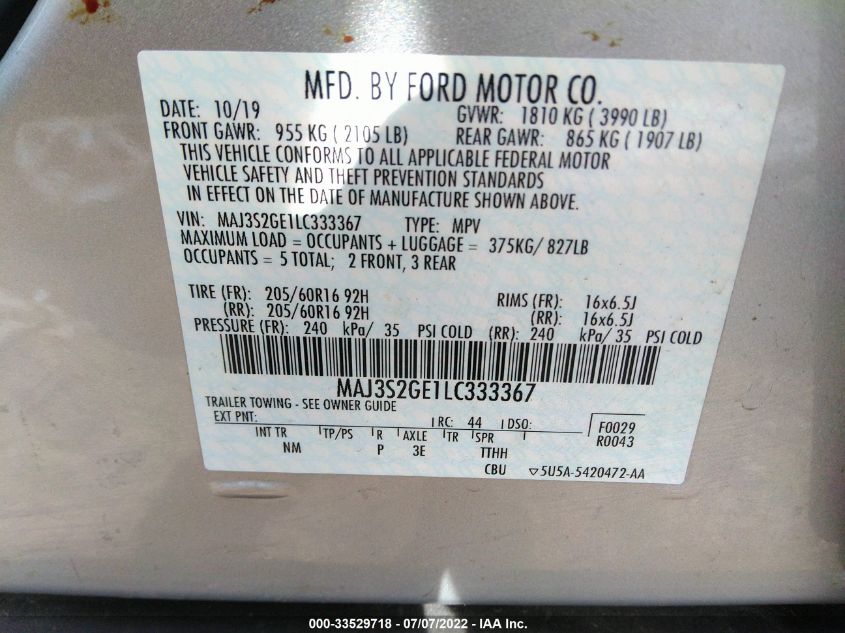 MFD. BY FORD MOTOR CO.
DATE: 10/19 GVWR: 1810 KG ( 3990 LB)
FRONT GAWR: 955 KG ( 2105 LB) REAR GAWR: 865 KG ( 1907 LB)
THIS VEHICLE CONFORMS TO ALL APPLICABLE FEDERAL MOTOR
VEHICLE SAFETY AND THEFT PREVENTION STANDARDS
IN EFFECT ON THE DATE OF MANUFACTURE SHOWN ABOVE.
VIN: MAJ3S2GE1LC333367 TYPE: MPV
MAXIMUM LOAD = OCCUPANTS + LUGGAGE = 375KG/ 827LB
OCCUPANTS = 5 TOTAL; 2 FRONT, 3 REAR
TIRE (FR): 205/60R16 92H RIMS (FR): 16x6.5J
(RR): 205/60R16 92H (RR): 16x6.5J
PRESSURE (FR): 240 kPa/ 35 PSI COLD (RR): 240 kPa/ 35 PSI COLD
MAJ3S2GE1LC333367
TRAILER TOWING - SEE OWNER GUIDE
EXT PNT: RC: 44 DSO: F0029
R0043
INT TR TP/PS R AXLE TR SPR
NM P 3E TTHH
CBU ▽5U5A-5420472-AA
000-33529718 - 07/07/2022 - IAA Inc.